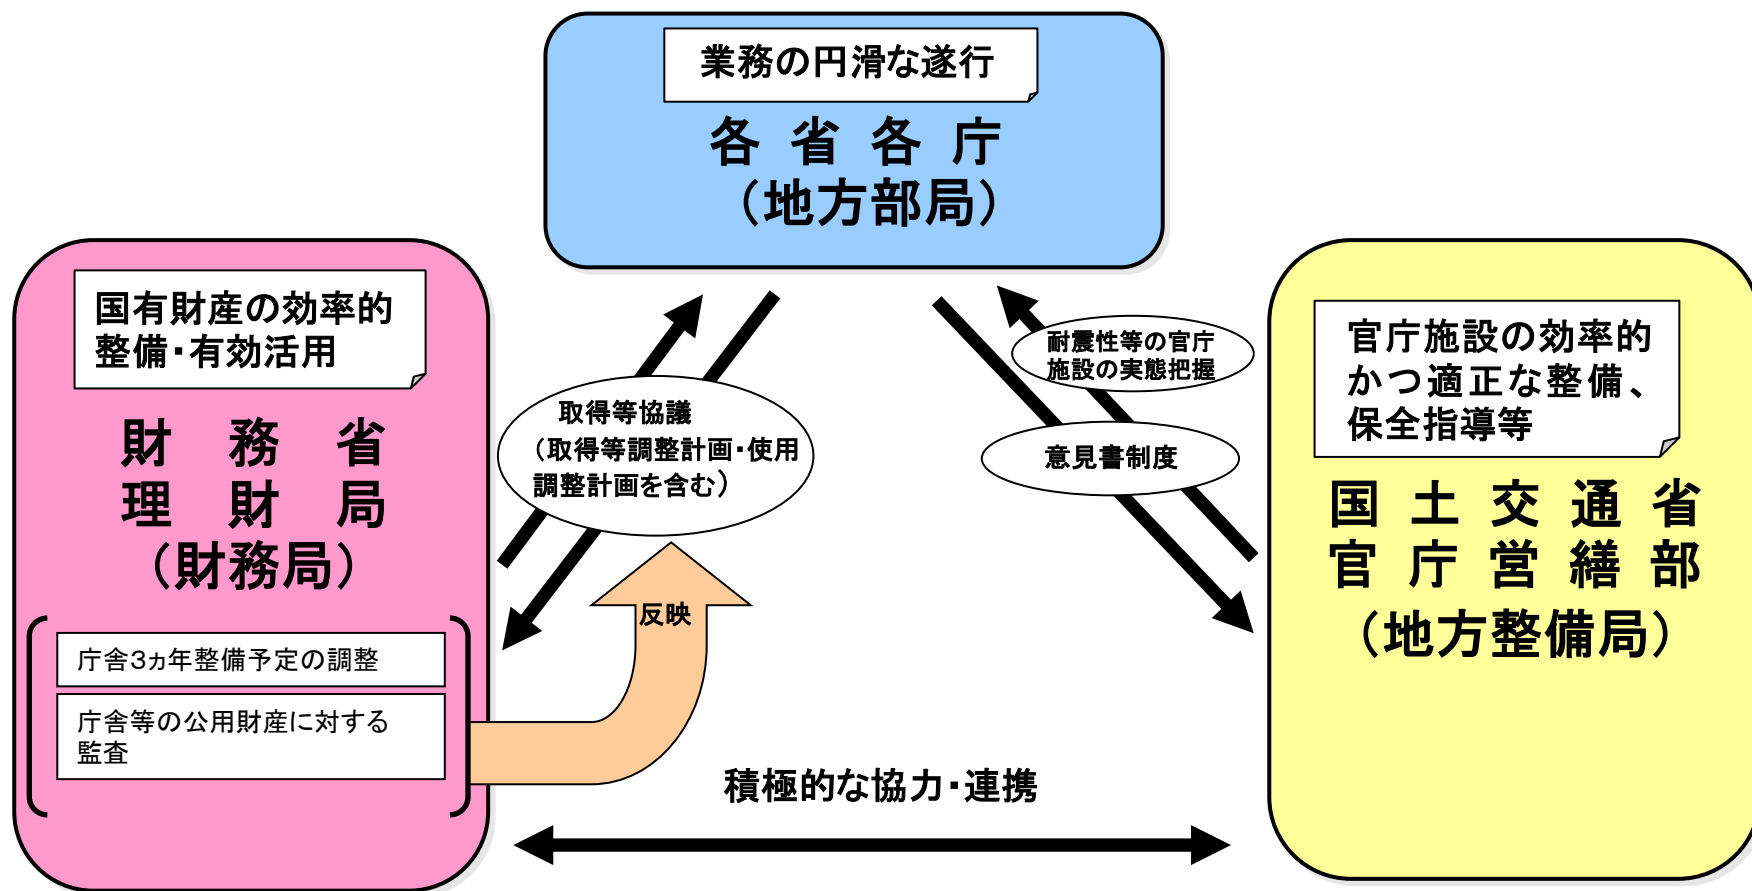 業務の円滑な遂行
各省各庁
（地方部局）
国有財産の効率的
整備・有効活用
財務省
理財局
（財務局）
庁舎３ヵ年整備予定の調整
庁舎等の公用財産に対する
監査
取得等協議
（取得等調整計画・使用
調整計画を含む）
反映
耐震性等の官庁
施設の実態把握
意見書制度
官庁施設の効率的
かつ適正な整備、
保全指導等
国土交通省
官庁営繕部
（地方整備局）
積極的な協力・連携